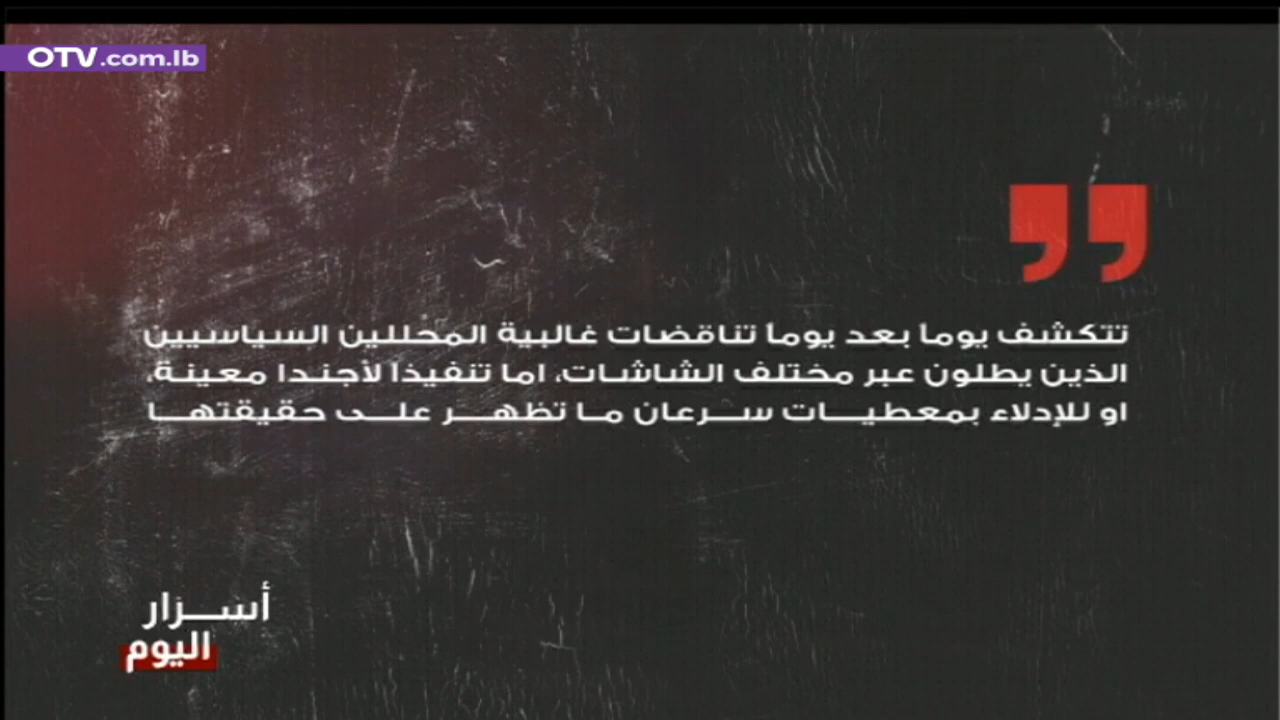 OTV.com.lb
تتكشف يوماً بعد يوماً تناقضات غالبية المحللين السياسيين
الذين يطلون عبر مختلف الشاشات، اما تنفيذاً لأجندا معينة،
او للإدلاء بمعطيات سرعان ما تظهر على حقيقتها
أسرار
اليوم